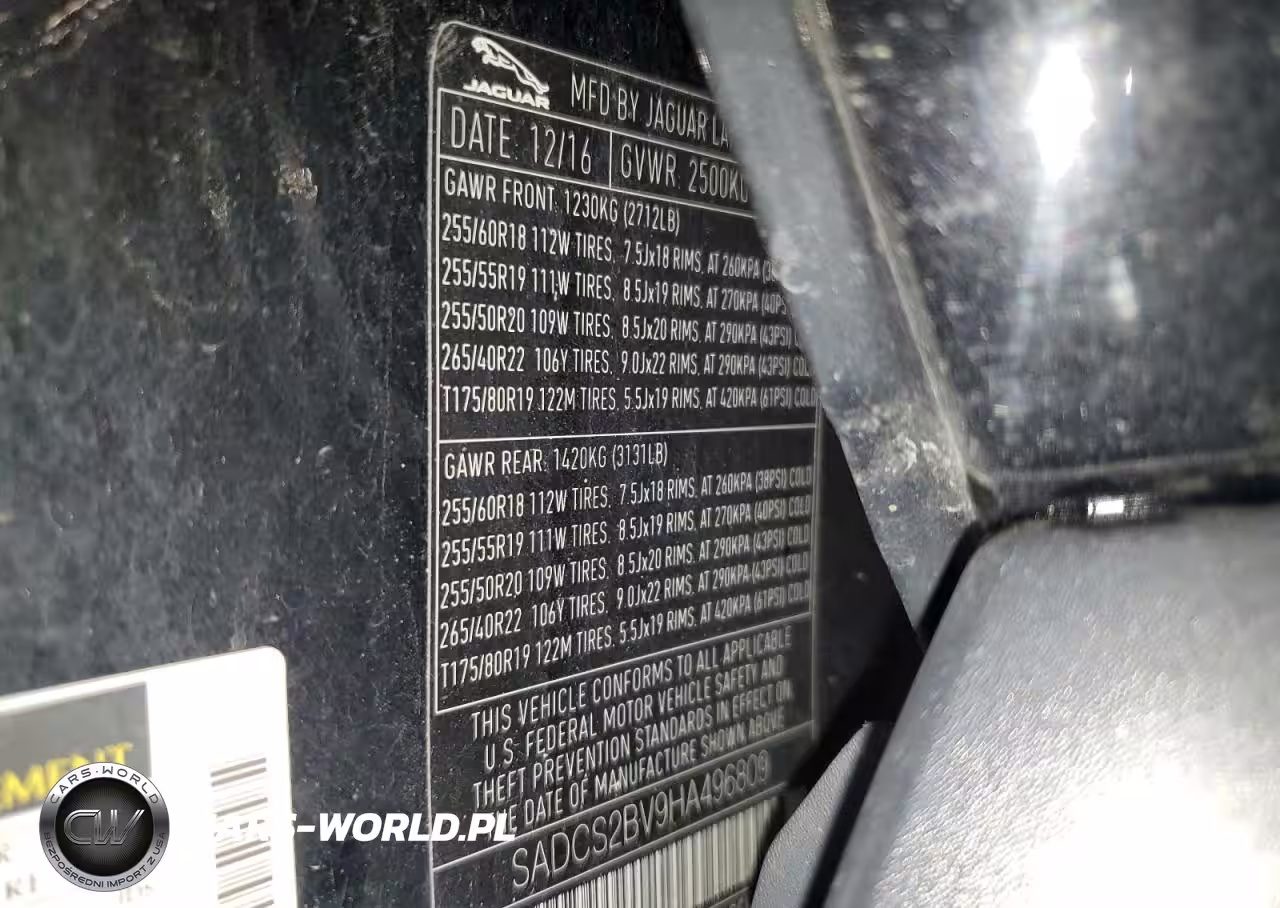 JAGUAR
MFD BY JAGUAR LA
DATE: 12/16
GVWR: 2500KG
GAWR FRONT: 1230KG (2712LB)
255/60R18 112W TIRES, 7.5Jx18 RIMS, AT 260KPA (38
255/55R19 111W TIRES, 8.5Jx19 RIMS, AT 270KPA (40PS
255/50R20 109W TIRES, 8.5Jx20 RIMS, AT 290KPA (43PSI) C
265/40R22 106Y TIRES, 9.0Jx22 RIMS, AT 290KPA (43PSI) COL
T175/80R19 122M TIRES, 5.5Jx19 RIMS, AT 420KPA (61PSI) COLD
GAWR REAR: 1420KG (3131LB)
255/60R18 112W TIRES, 7.5Jx18 RIMS, AT 260KPA (38PSI) COLD
255/55R19 111W TIRES, 8.5Jx19 RIMS, AT 270KPA (40PSI) COLD
255/50R20 109W TIRES, 8.5Jx20 RIMS, AT 290KPA (43PSI) COLD
265/40R22 106Y TIRES, 9.0Jx22 RIMS, AT 290KPA (43PSI) COLD
T175/80R19 122M TIRES, 5.5Jx19 RIMS, AT 420KPA (61PSI) COLD
THIS VEHICLE CONFORMS TO ALL APPLICABLE
U.S. FEDERAL MOTOR VEHICLE SAFETY AND
THEFT PREVENTION STANDARDS IN EFFECT ON
THE DATE OF MANUFACTURE SHOWN ABOVE
SADCS2BV9HA496809
EMENT
R1
CARS-WORLD
CW
BEZPOŚREDNI IMPORT Z USA
CARS-WORLD.PL